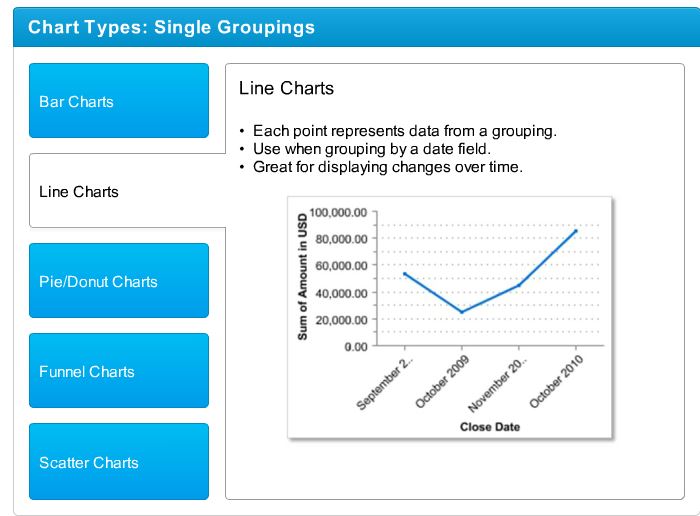 Chart Types: Single Groupings
Bar Charts
Line Charts
Pie/Donut Charts
Funnel Charts
Scatter Charts
Line Charts
• Each point represents data from a grouping.
• Use when grouping by a date field.
• Great for displaying changes over time.
Sum of Amount in USD
100,000.00
80,000.00
60,000.00
40,000.00
20,000.00
0.00
September 2..
October 2009
November 20..
October 2010
Close Date